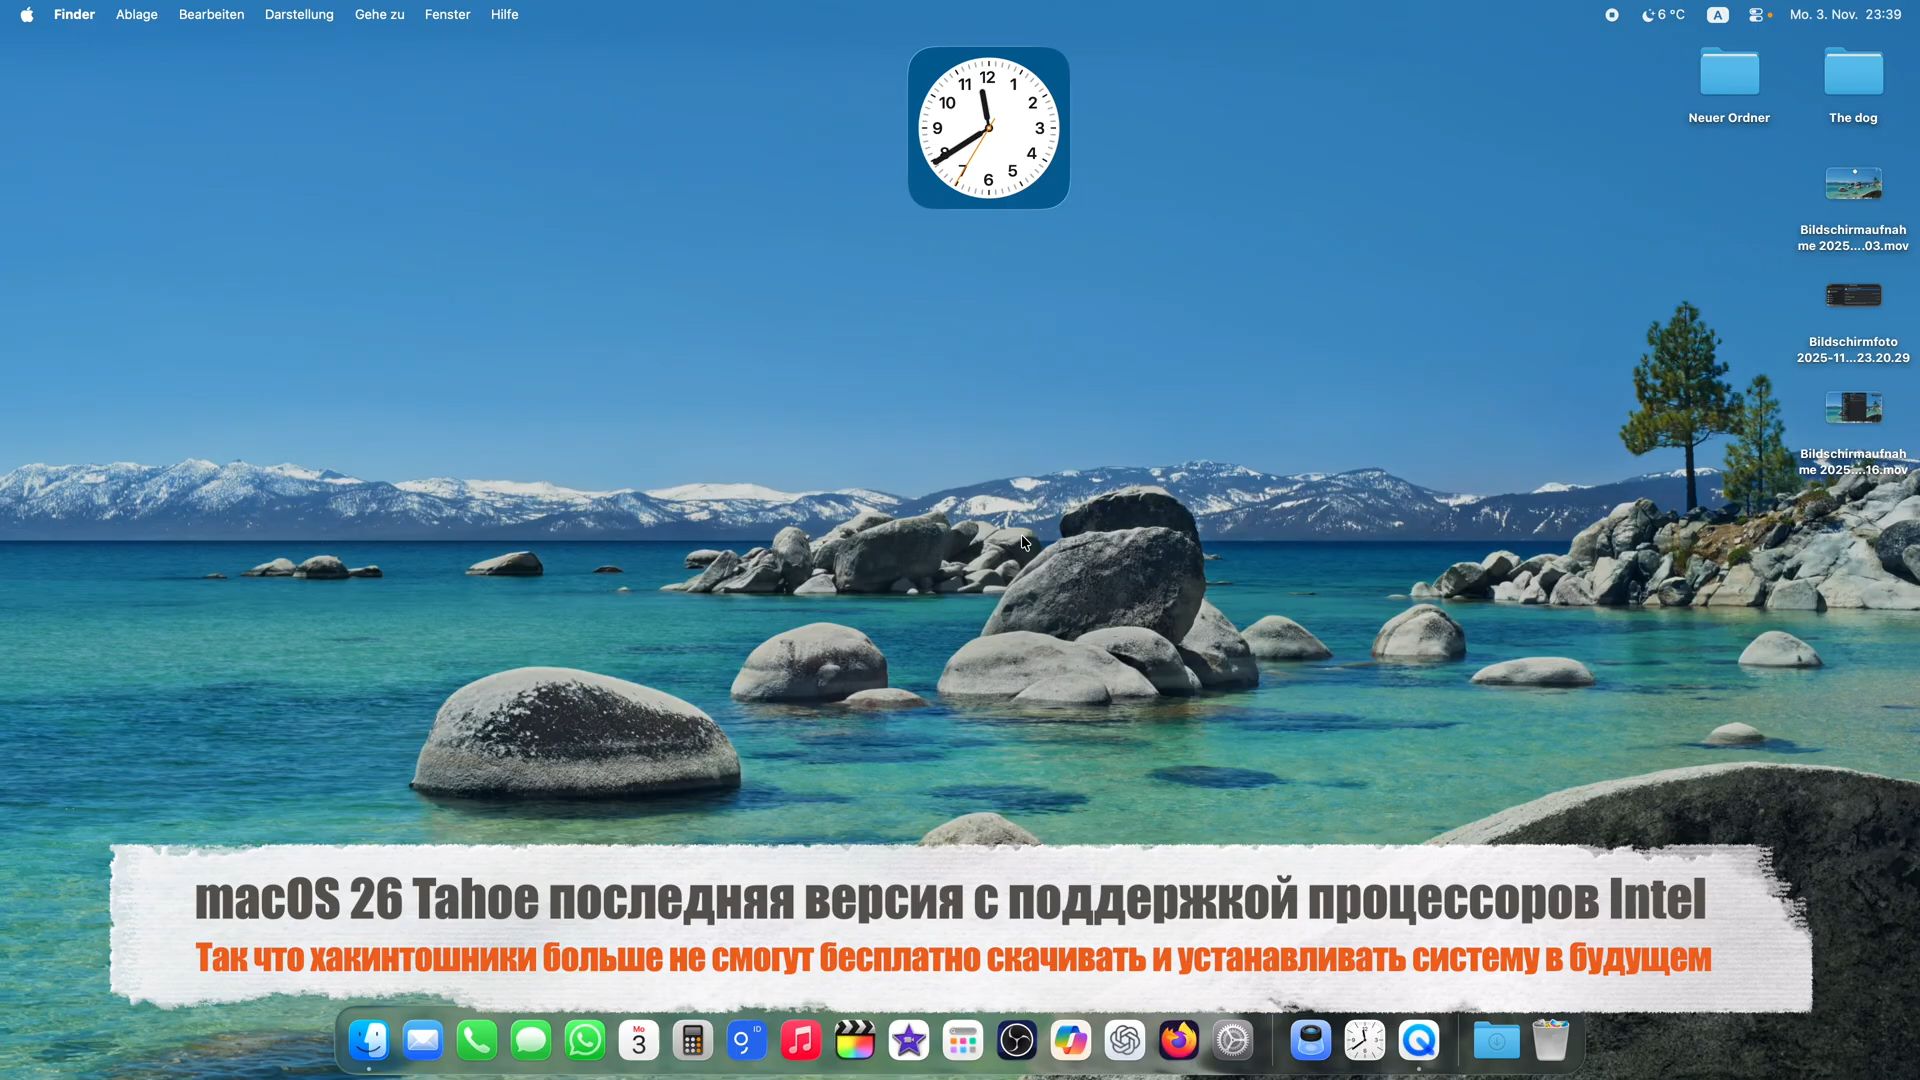 Finder Ablage Bearbeiten Darstellung Gehe zu Fenster Hilfe
6 °C A Mo. 3. Nov. 23:39
12
11 1
10 2
9 3
8 4
7 5
6
Neuer Ordner
The dog
Bildschirmaufnah
me 2025....03.mov
Bildschirmfoto
2025-11...23.20.29
Bildschirmaufnah
me 2025....16.mov
macOS 26 Tahoe последняя версия с поддержкой процессоров Intel
Так что хакинтошники больше не смогут бесплатно скачивать и устанавливать систему в будущем
Mo
3
ID